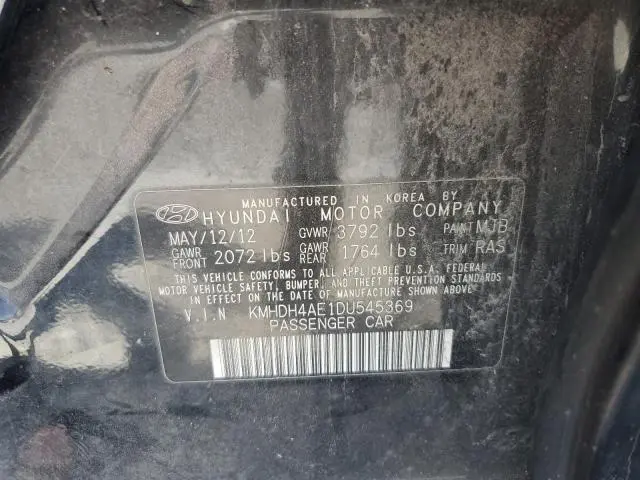 MANUFACTURED IN KOREA BY
HYUNDAI MOTOR COMPANY
MAY/12/12 GVWR 3792 lbs PAINT MJB
GAWR FRONT 2072 lbs GAWR REAR 1764 lbs TRIM RAS
THIS VEHICLE CONFORMS TO ALL APPLICABLE U.S.A. FEDERAL
MOTOR VEHICLE SAFETY, BUMPER, AND THEFT PREVENTION STANDARDS
IN EFFECT ON THE DATE OF MANUFACTURE SHOWN ABOVE.
V.I.N KMHDH4AE1DU545369
PASSENGER CAR